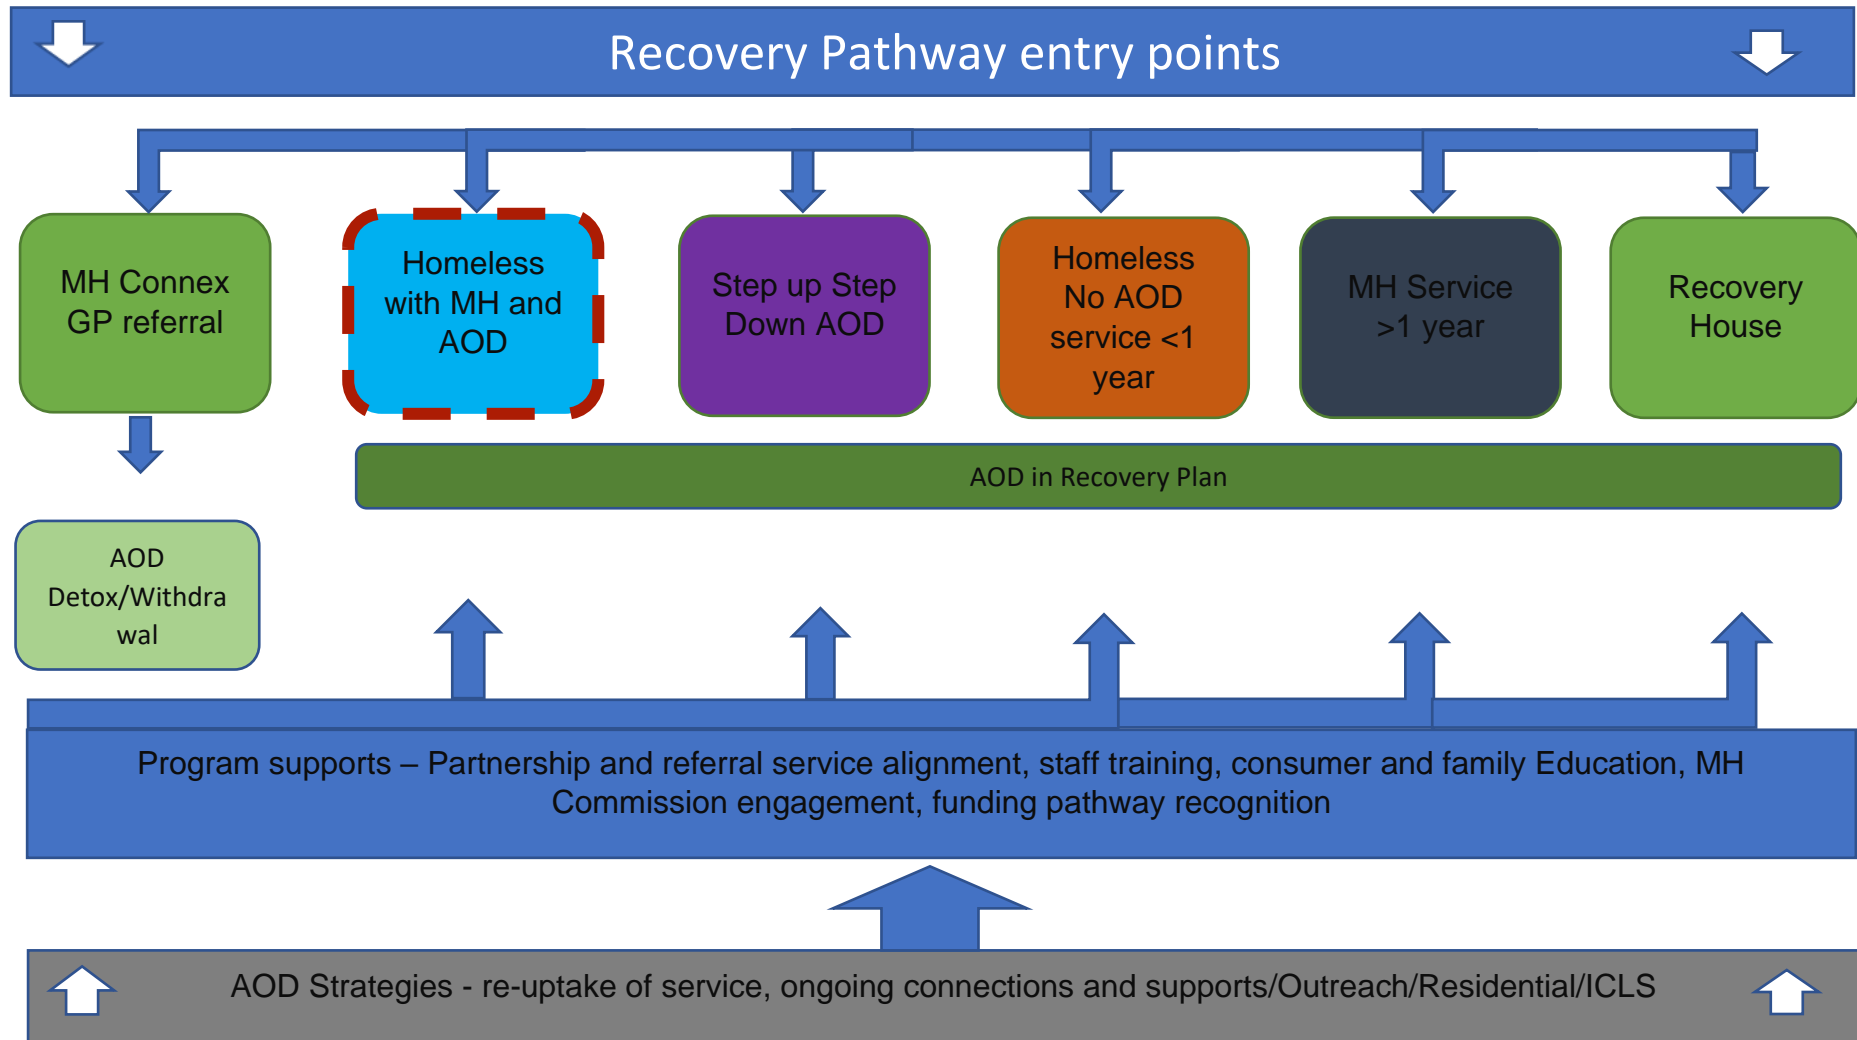 Recovery Pathway entry points
MH Connex
GP referral
Homeless
with MH and
AOD
Step up Step
Down AOD
Homeless
No AOD
service <1
year
MH Service
>1 year
Recovery
House
AOD in Recovery Plan
AOD
Detox/Withdra
wal
Program supports – Partnership and referral service alignment, staff training, consumer and family Education, MH
Commission engagement, funding pathway recognition
AOD Strategies - re-uptake of service, ongoing connections and supports/Outreach/Residential/ICLS